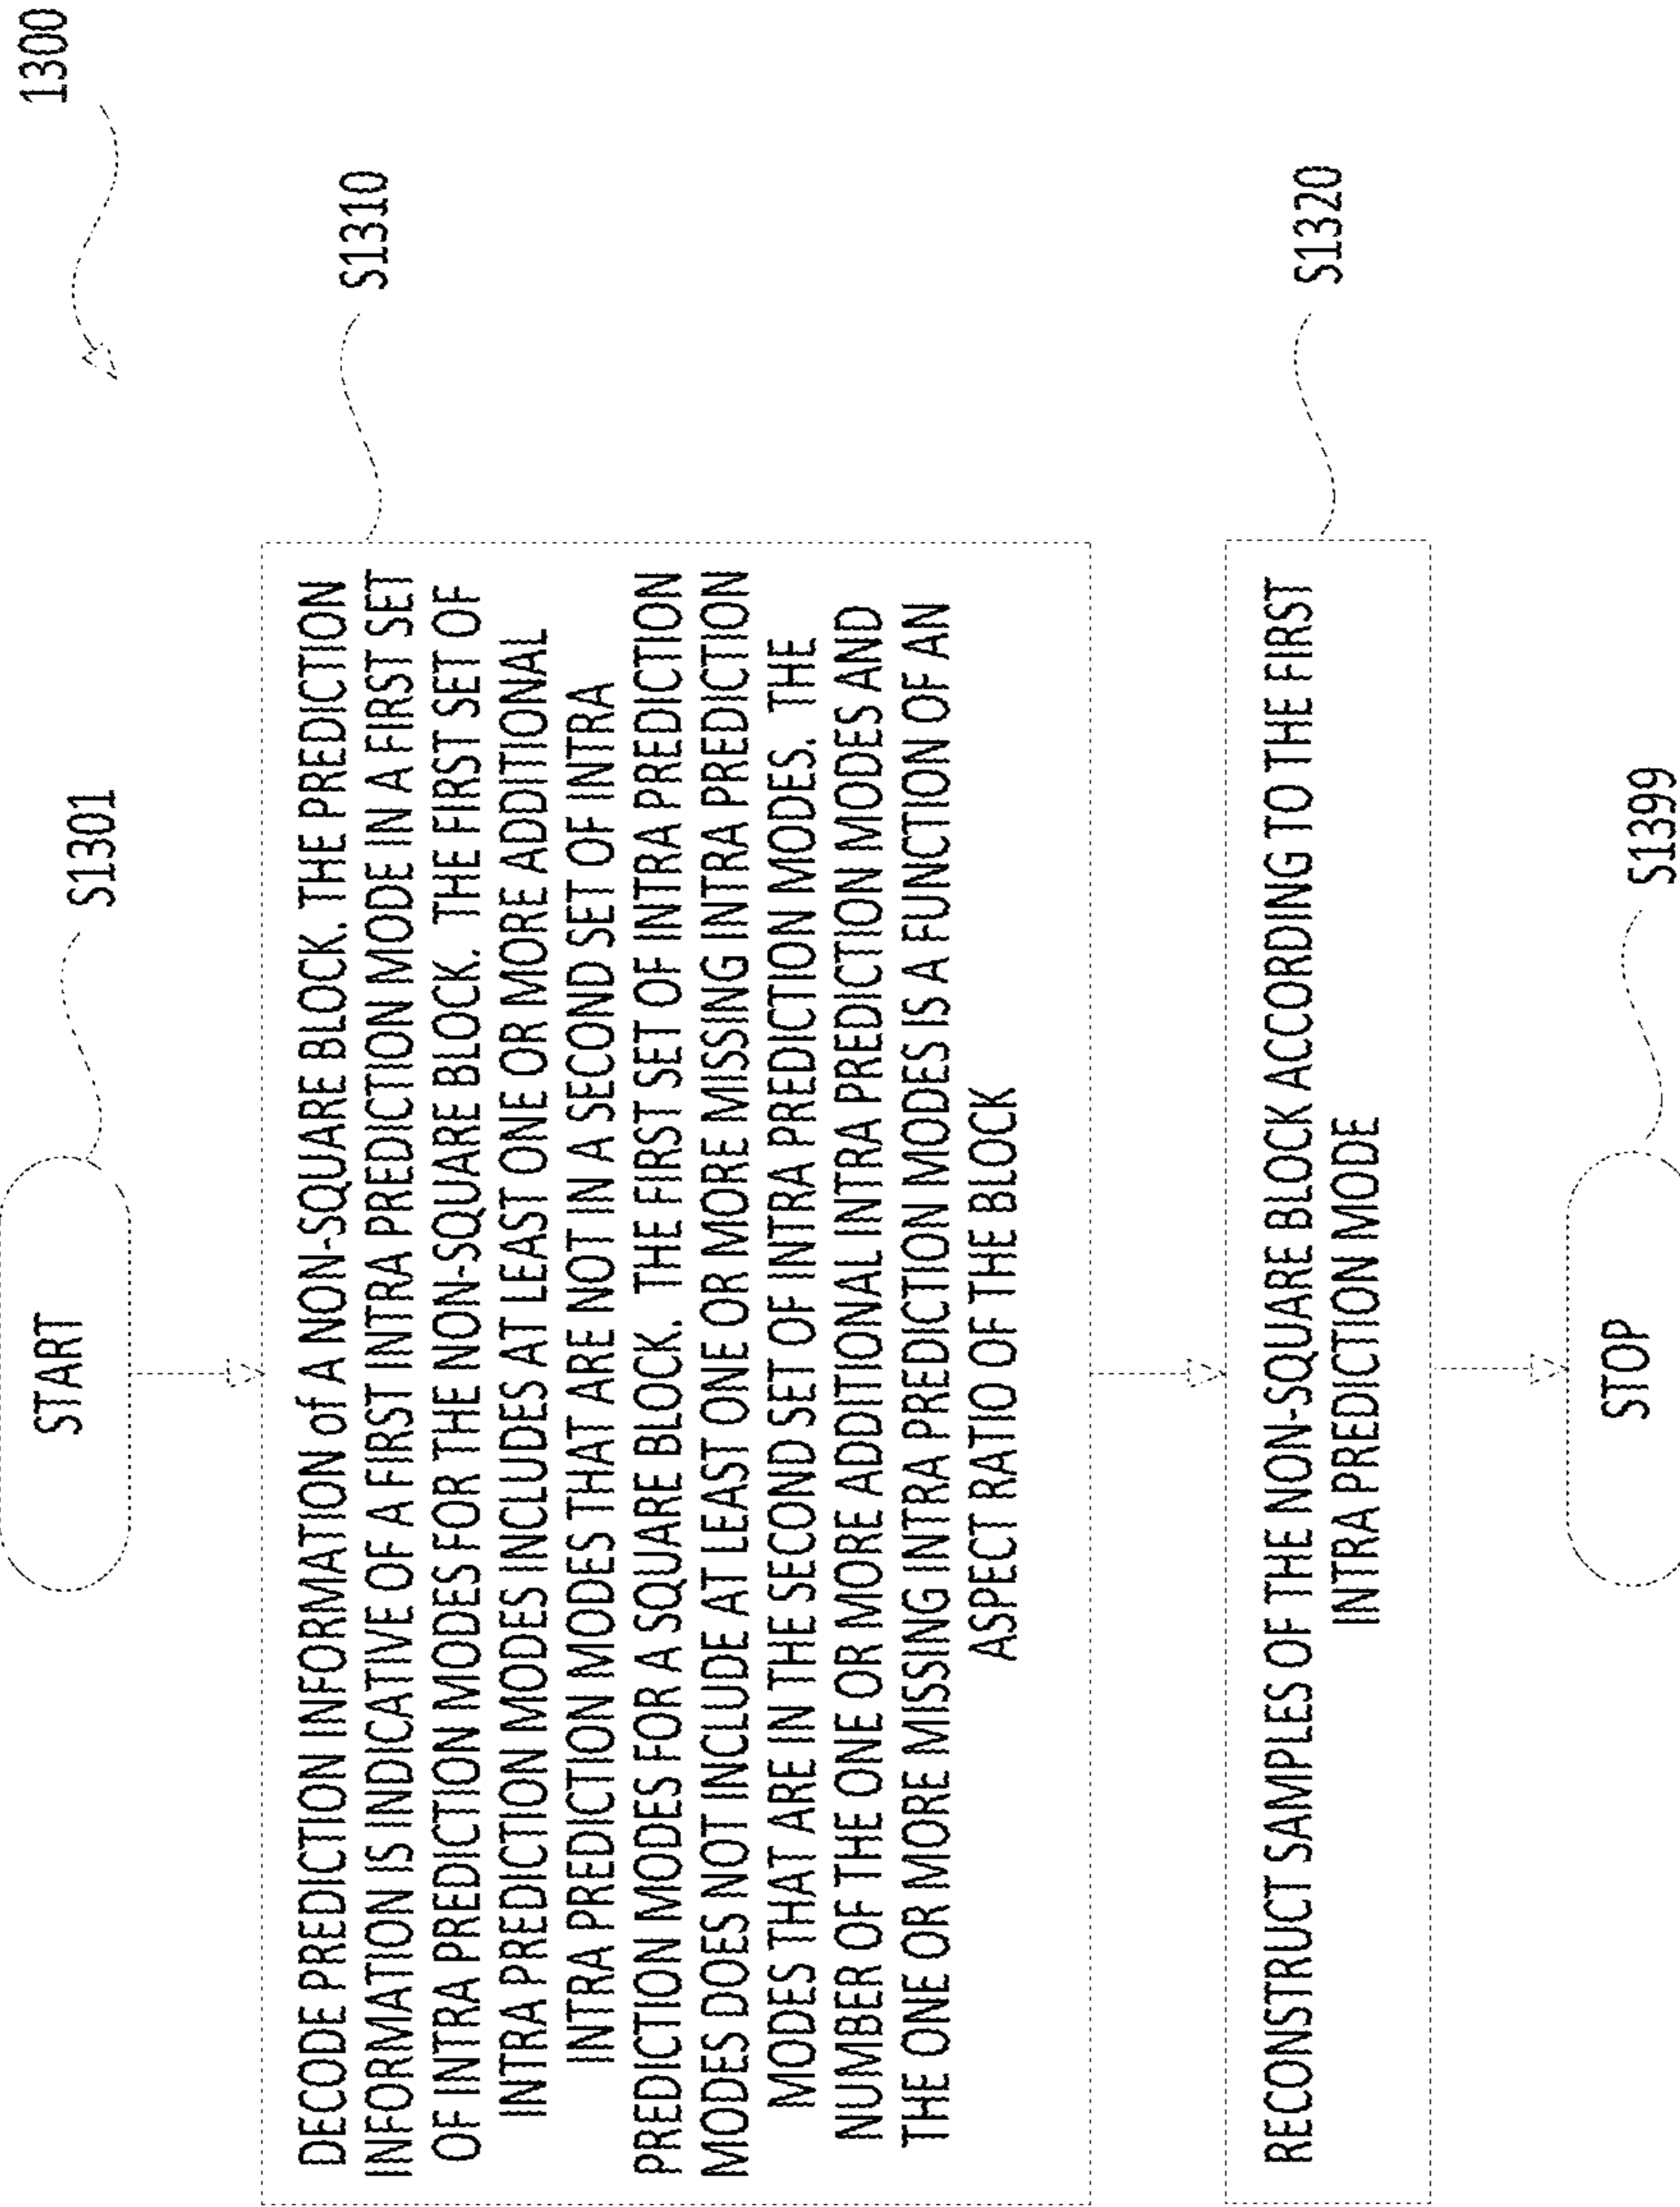 1300
START
S1301
DECODE PREDICTION INFORMATION of A NON-SQUARE BLOCK. THE PREDICTION
INFORMATION IS INDICATIVE OF A FIRST INTRA PREDICTION MODE IN A FIRST SET
OF INTRA PREDICTION MODES FOR THE NON-SQUARE BLOCK. THE FIRST SET OF
INTRA PREDICTION MODES INCLUDES AT LEAST ONE OR MORE ADDITIONAL
INTRA PREDICTION MODES THAT ARE NOT IN A SECOND SET OF INTRA
PREDICTION MODES FOR A SQUARE BLOCK. THE FIRST SET OF INTRA PREDICTION
MODES DOES NOT INCLUDE AT LEAST ONE OR MORE MISSING INTRA PREDICTION
MODES THAT ARE IN THE SECOND SET OF INTRA PREDICTION MODES. THE
NUMBER OF THE ONE OR MORE ADDITIONAL INTRA PREDICTION MODES AND
THE ONE OR MORE MISSING INTRA PREDICTION MODES IS A FUNCTION OF AN
ASPECT RATIO OF THE BLOCK
S1310
RECONSTRUCT SAMPLES OF THE NON-SQUARE BLOCK ACCORDING TO THE FIRST
INTRA PREDICTION MODE
S1320
STOP
S1399